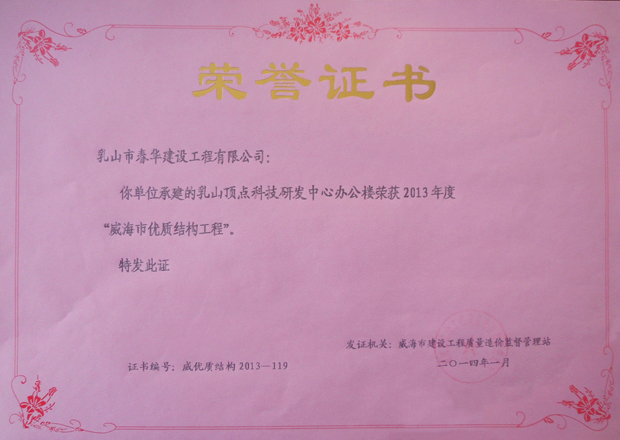 荣誉证书
乳山市春华建设工程有限公司：
你单位承建的乳山顶点科技研发中心办公楼荣获2013年度
“威海市优质结构工程”。
特发此证
发证机关：威海市建设工程质量造价监督管理站
证书编号：威优质结构2013—119
二〇一四年一月